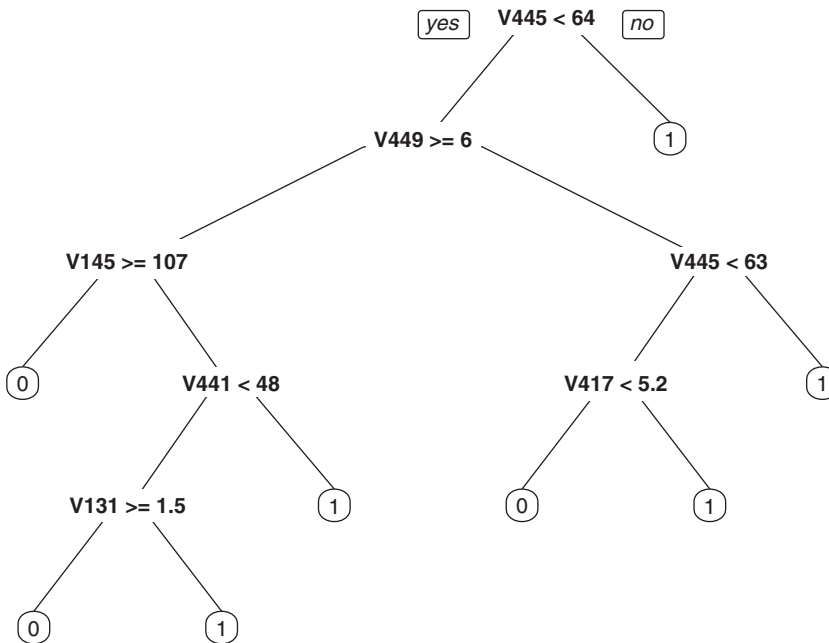 yes V445 < 64 no
V449 >= 6 1
V145 >= 107 V445 < 63
0 V441 < 48 V417 < 5.2 1
V131 >= 1.5 1 0 1
0 1